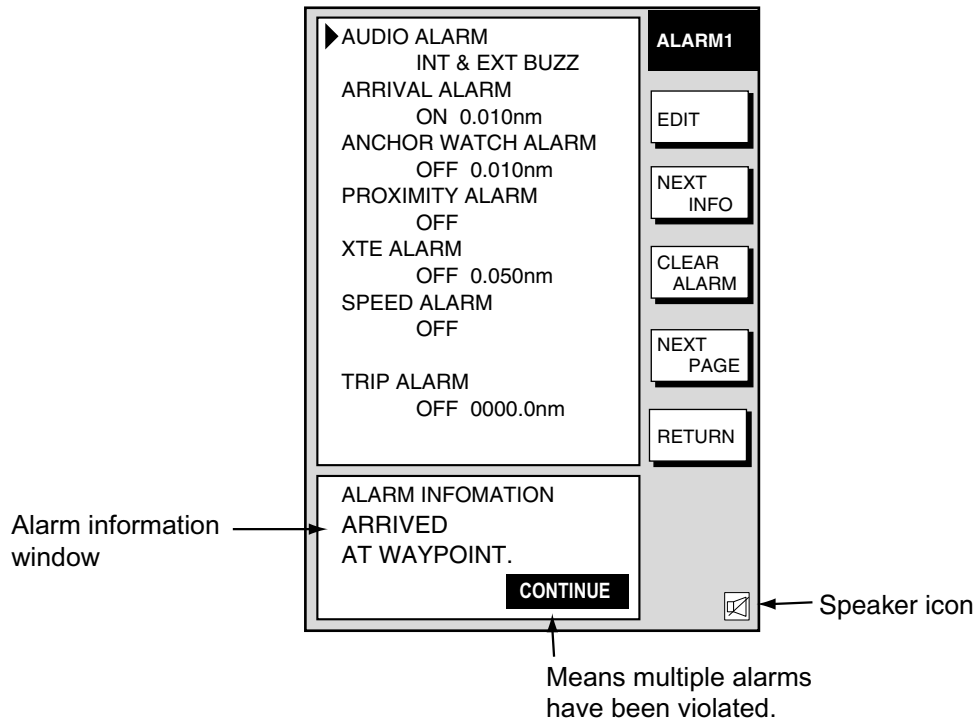 AUDIO ALARM
INT & EXT BUZZ
ARRIVAL ALARM
ON 0.010nm
ANCHOR WATCH ALARM
OFF 0.010nm
PROXIMITY ALARM
OFF
XTE ALARM
OFF 0.050nm
SPEED ALARM
OFF
TRIP ALARM
OFF 0000.0nm
ALARM1
EDIT
NEXT
INFO
CLEAR
ALARM
NEXT
PAGE
RETURN
ALARM INFOMATION
ARRIVED
AT WAYPOINT.
CONTINUE
Alarm information
window
Speaker icon
Means multiple alarms
have been violated.